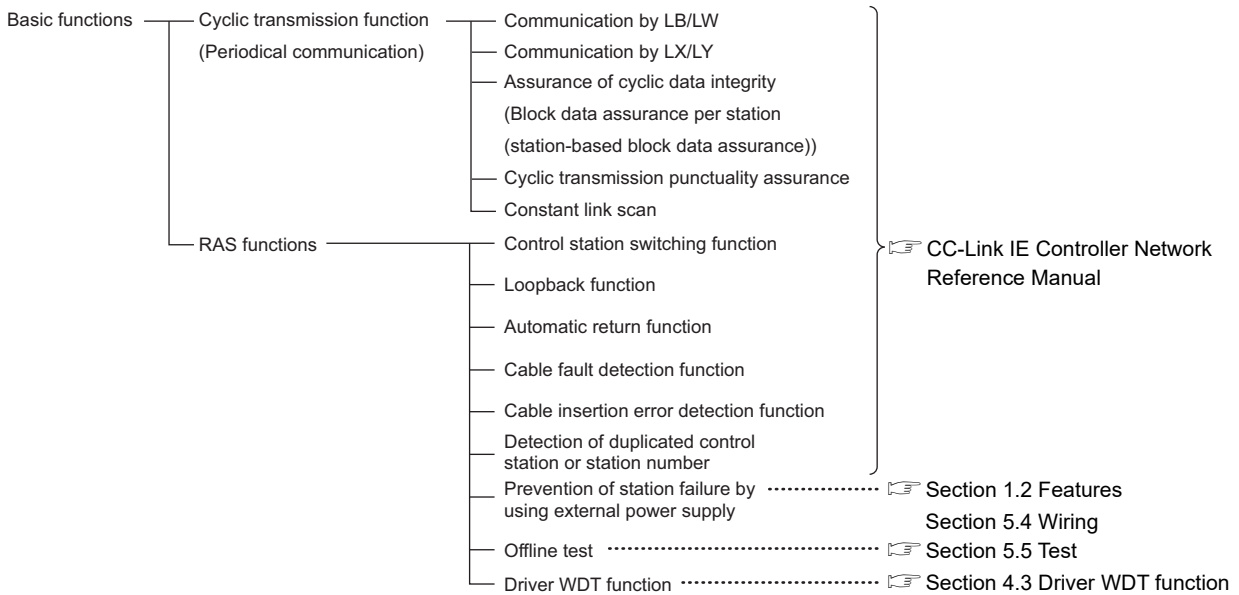 Basic functions
Cyclic transmission function
(Periodical communication)
Communication by LB/LW
Communication by LX/LY
Assurance of cyclic data integrity
(Block data assurance per station
(station-based block data assurance))
Cyclic transmission punctuality assurance
Constant link scan
RAS functions
Control station switching function
Loopback function
Automatic return function
Cable fault detection function
Cable insertion error detection function
Detection of duplicated control
station or station number
CC-Link IE Controller Network
Reference Manual
Prevention of station failure by
using external power supply
Section 1.2 Features
Section 5.4 Wiring
Offline test
Section 5.5 Test
Driver WDT function
Section 4.3 Driver WDT function